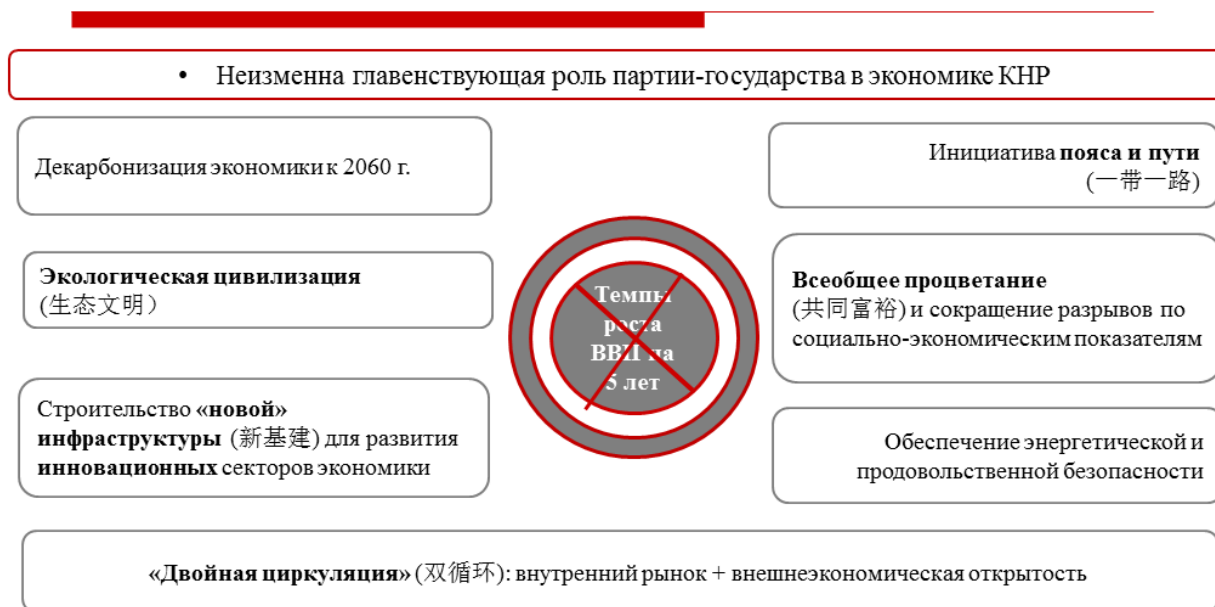 • Неизменна главенствующая роль партии-государства в экономике КНР
Декарбонизация экономики к 2060 г.
Инициатива пояса и пути
(一带一路)
Экологическая цивилизация
(生态文明）
Всеобщее процветание
(共同富裕) и сокращение разрывов по
социально-экономическим показателям
Темпы
роста
ВВП на
5 лет
Строительство «новой»
инфраструктуры (新基建) для развития
инновационных секторов экономики
Обеспечение энергетической и
продовольственной безопасности
«Двойная циркуляция» (双循环): внутренний рынок + внешнеэкономическая открытость